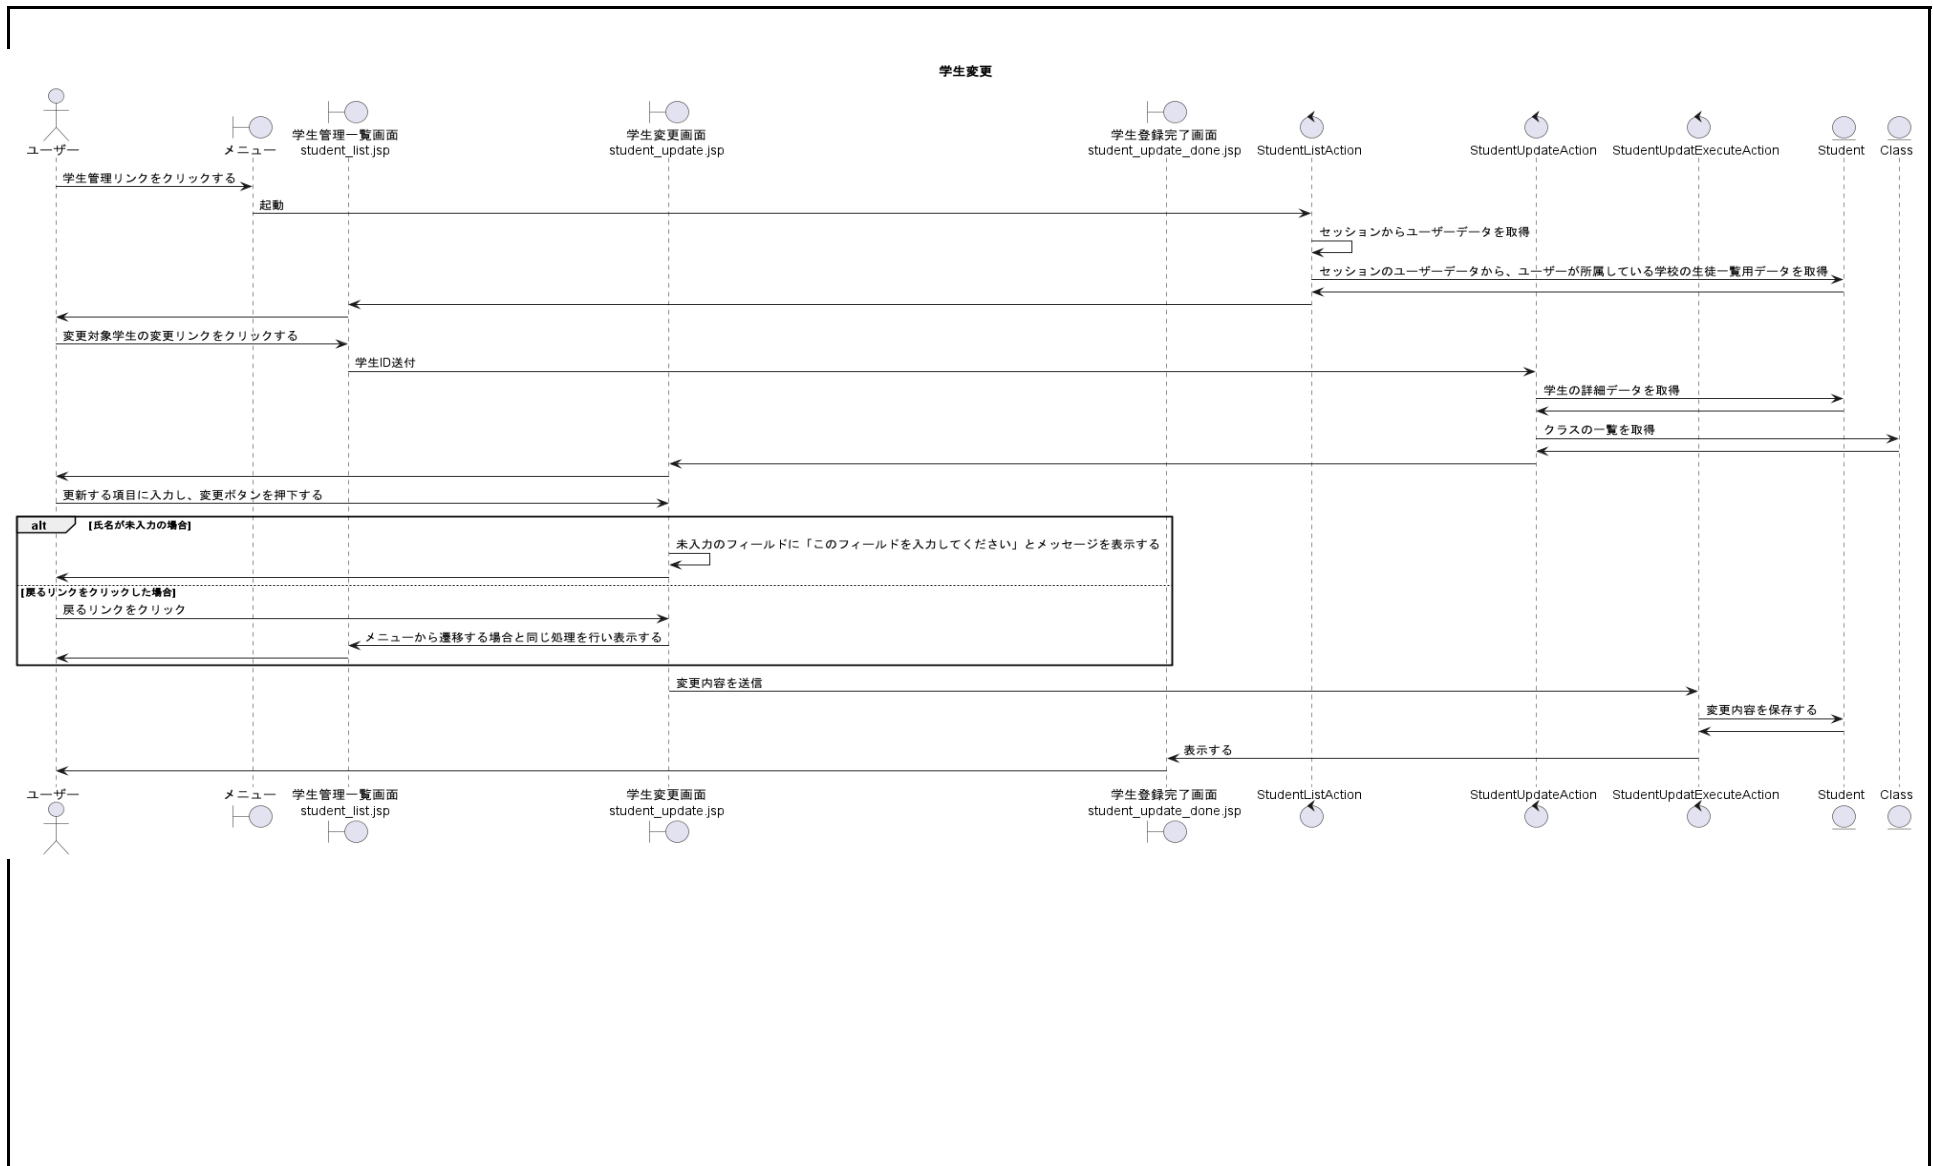 学生変更
ユーザー
メニュー
学生管理一覧画面
student_list.jsp
学生変更画面
student_update.jsp
学生登録完了画面
student_update_done.jsp
StudentListAction
StudentUpdateAction
StudentUpdatExecuteAction
Student
Class
学生管理リンクをクリックする
起動
セッションからユーザーデータを取得
セッションのユーザーデータから、ユーザーが所属している学校の生徒一覧用データを取得
変更対象学生の変更リンクをクリックする
学生ID送付
学生の詳細データを取得
クラスの一覧を取得
更新する項目に入力し、変更ボタンを押下する
alt
[氏名が未入力の場合]
未入力のフィールドに「このフィールドを入力してください」とメッセージを表示する
[戻るリンクをクリックした場合]
戻るリンクをクリック
メニューから遷移する場合と同じ処理を行い表示する
変更内容を送信
変更内容を保存する
表示する
ユーザー
メニュー
学生管理一覧画面
student_list.jsp
学生変更画面
student_update.jsp
学生登録完了画面
student_update_done.jsp
StudentListAction
StudentUpdateAction
StudentUpdatExecuteAction
Student
Class